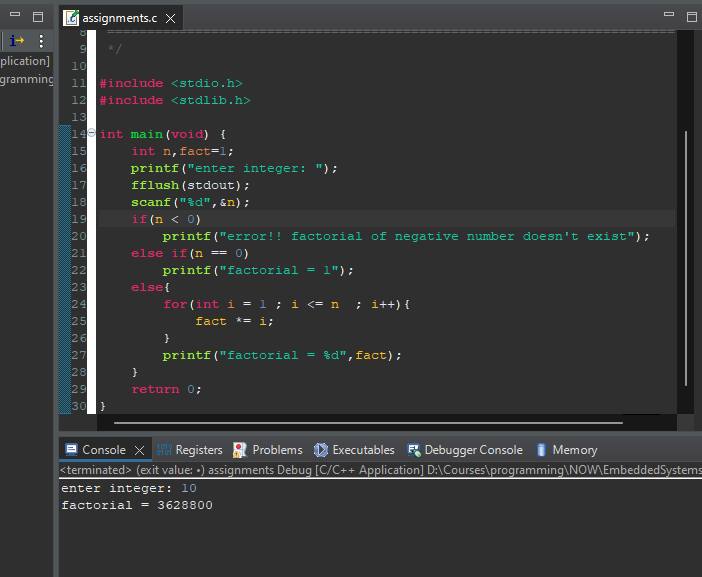 assignments.c
plication]
gramming
8 ==========================================================================
9 */
10
11 #include <stdio.h>
12 #include <stdlib.h>
13
14 int main(void) {
15 int n,fact=1;
16 printf("enter integer: ");
17 fflush(stdout);
18 scanf("%d",&n);
19 if(n < 0)
20 printf("error!! factorial of negative number doesn't exist");
21 else if(n == 0)
22 printf("factorial = 1");
23 else{
24 for(int i = 1 ; i <= n  ; i++){
25 fact *= i;
26 }
27 printf("factorial = %d",fact);
28 }
29 return 0;
30 }
Console Registers Problems Executables Debugger Console Memory
<terminated> (exit value: •) assignments Debug [C/C++ Application] D:\Courses\programming\NOW\EmbeddedSystems
enter integer: 10
factorial = 3628800